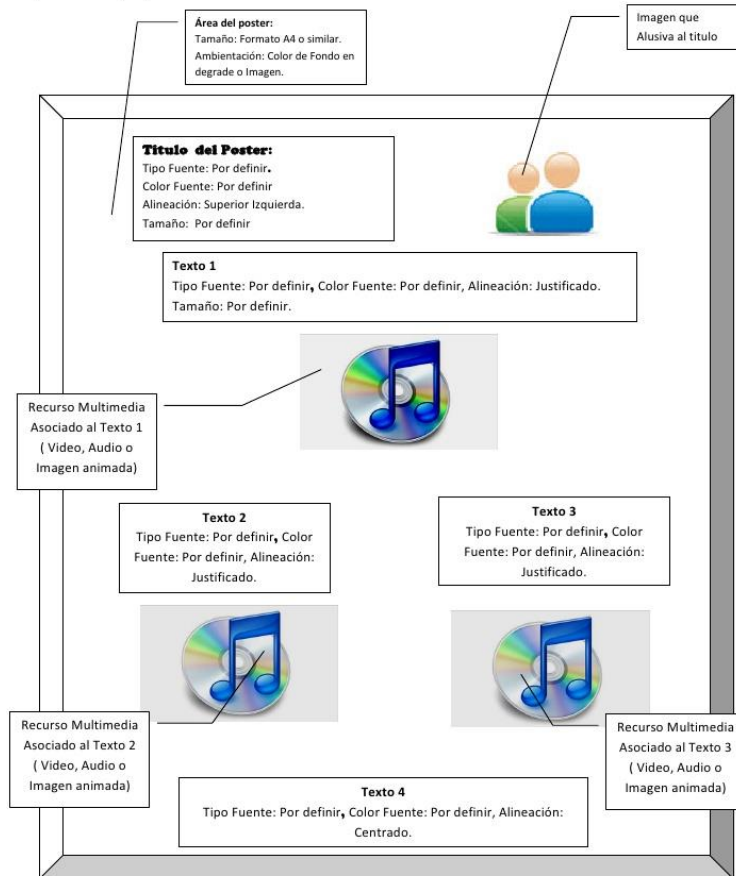 Área del poster:
Tamaño: Formato A4 o similar.
Ambientación: Color de Fondo en
degrade o Imagen.
Imagen que
Alusiva al titulo
Titulo del Poster:
Tipo Fuente: Por definir.
Color Fuente: Por definir
Alineación: Superior Izquierda.
Tamaño: Por definir
Texto 1
Tipo Fuente: Por definir, Color Fuente: Por definir, Alineación: Justificado.
Tamaño: Por definir.
Recurso Multimedia
Asociado al Texto 1
( Video, Audio o
Imagen animada)
Texto 2
Tipo Fuente: Por definir, Color
Fuente: Por definir, Alineación:
Justificado.
Texto 3
Tipo Fuente: Por definir, Color
Fuente: Por definir, Alineación:
Justificado.
Recurso Multimedia
Asociado al Texto 2
( Video, Audio o
Imagen animada)
Recurso Multimedia
Asociado al Texto 3
( Video, Audio o
Imagen animada)
Texto 4
Tipo Fuente: Por definir, Color Fuente: Por definir, Alineación:
Centrado.